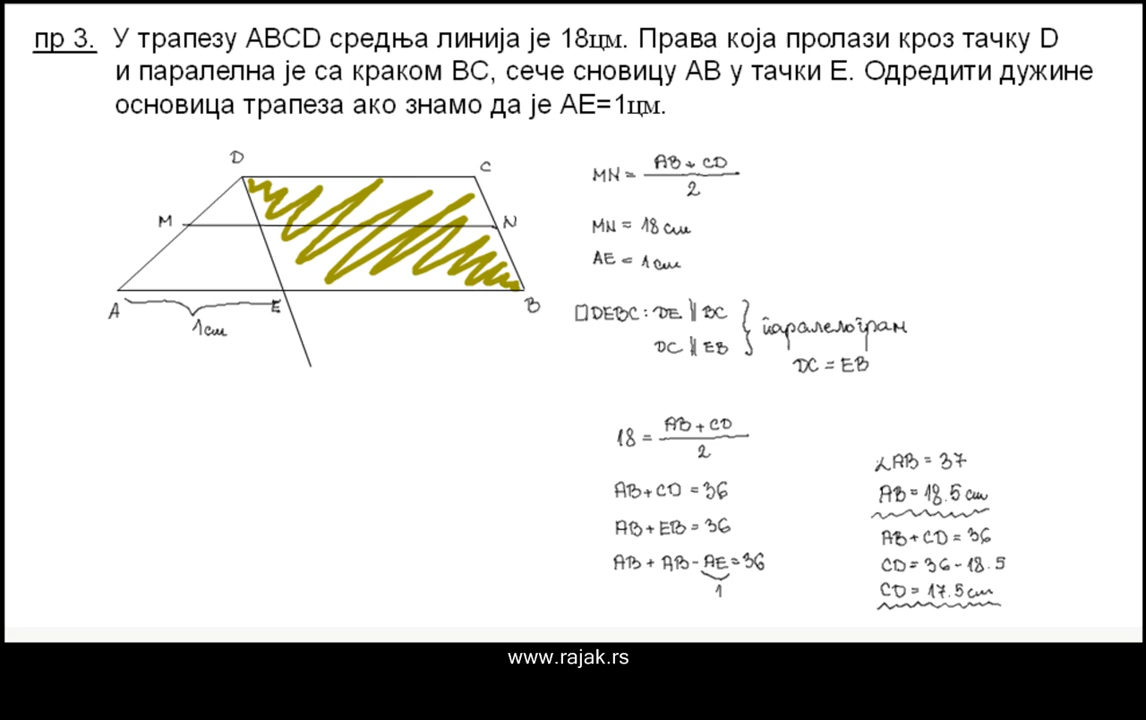 пр 3. У трапезу ABCD средња линија је 18цм. Права која пролази кроз тачку D
и паралелна је са краком BC, сече сновицу AB у тачки E. Одредити дужине
основица трапеза ако знамо да је AE=1цм.
D
C
M
N
A
E
B
1cm
MN = AB + CD / 2
MN = 18 cm
AE = 1 cm
□DEBC: DE ∥ BC
DC ∥ EB
} паралелограм
DC = EB
18 = AB + CD / 2
AB + CD = 36
AB + EB = 36
AB + AB - AE = 36
1
2AB = 37
AB = 18.5 cm
AB + CD = 36
CD = 36 - 18.5
CD = 17.5 cm
www.rajak.rs